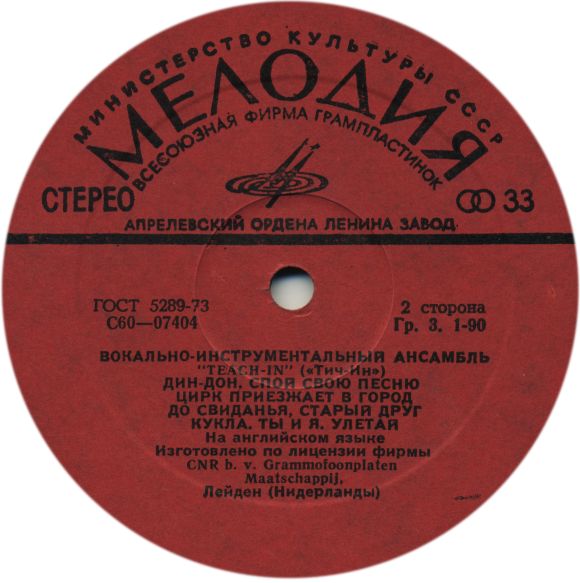 МИНИСТЕРСТВО КУЛЬТУРЫ СССР
МЕЛОДИЯ
ВСЕСОЮЗНАЯ ФИРМА ГРАМПЛАСТИНОК
СТЕРЕО 33
АПРЕЛЕВСКИЙ ОРДЕНА ЛЕНИНА ЗАВОД
ГОСТ 5289-73 2 сторона
С60—07404 Гр. 3. 1-90
ВОКАЛЬНО-ИНСТРУМЕНТАЛЬНЫЙ АНСАМБЛЬ
"TEACH-IN" («Тич-Ин»)
ДИН-ДОН. СПОЙ СВОЮ ПЕСНЮ
ЦИРК ПРИЕЗЖАЕТ В ГОРОД
ДО СВИДАНЬЯ, СТАРЫЙ ДРУГ
КУКЛА. ТЫ И Я. УЛЕТАЙ
На английском языке
Изготовлено по лицензии фирмы
CNR b. v. Grammofoonplaten
Maatschappij,
Лейден (Нидерланды)